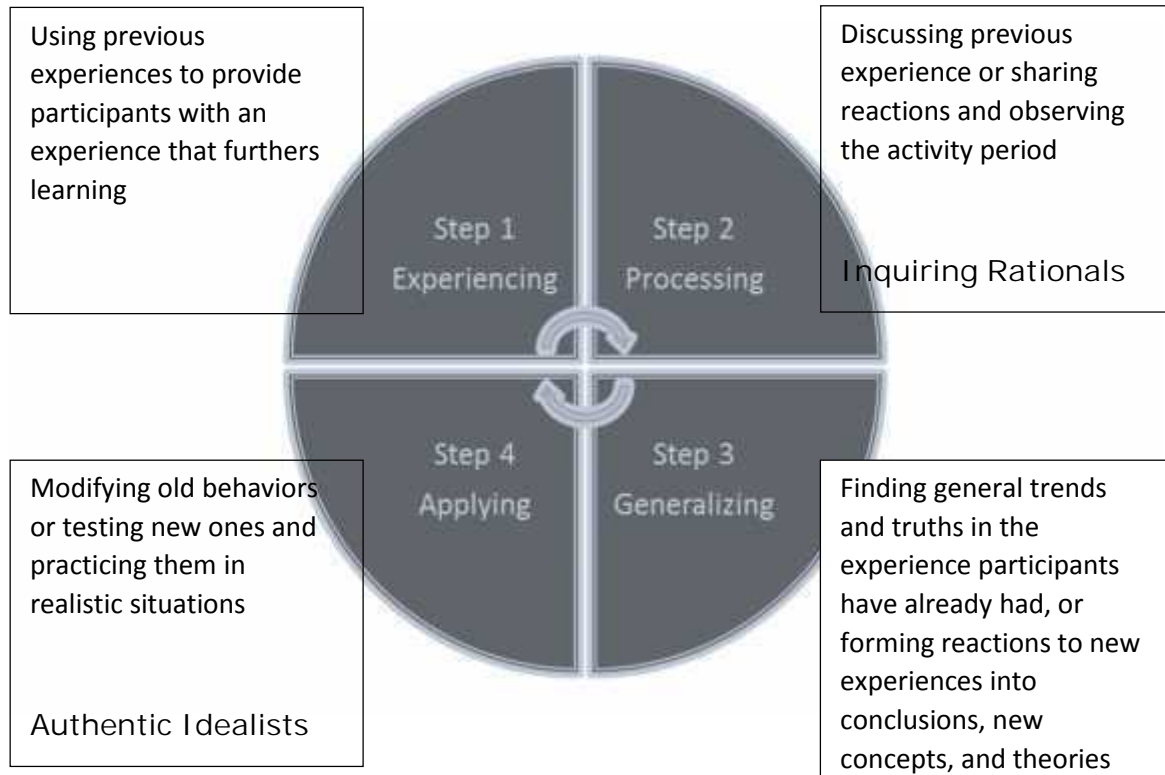 Using previous
experiences to provide
participants with an
experience that furthers
learning
Discussing previous
experience or sharing
reactions and observing
the activity period
Inquiring Rationals
Step 1
Experiencing
Step 2
Processing
Step 4
Applying
Step 3
Generalizing
Modifying old behaviors
or testing new ones and
practicing them in
realistic situations
Authentic Idealists
Finding general trends
and truths in the
experience participants
have already had, or
forming reactions to new
experiences into
conclusions, new
concepts, and theories